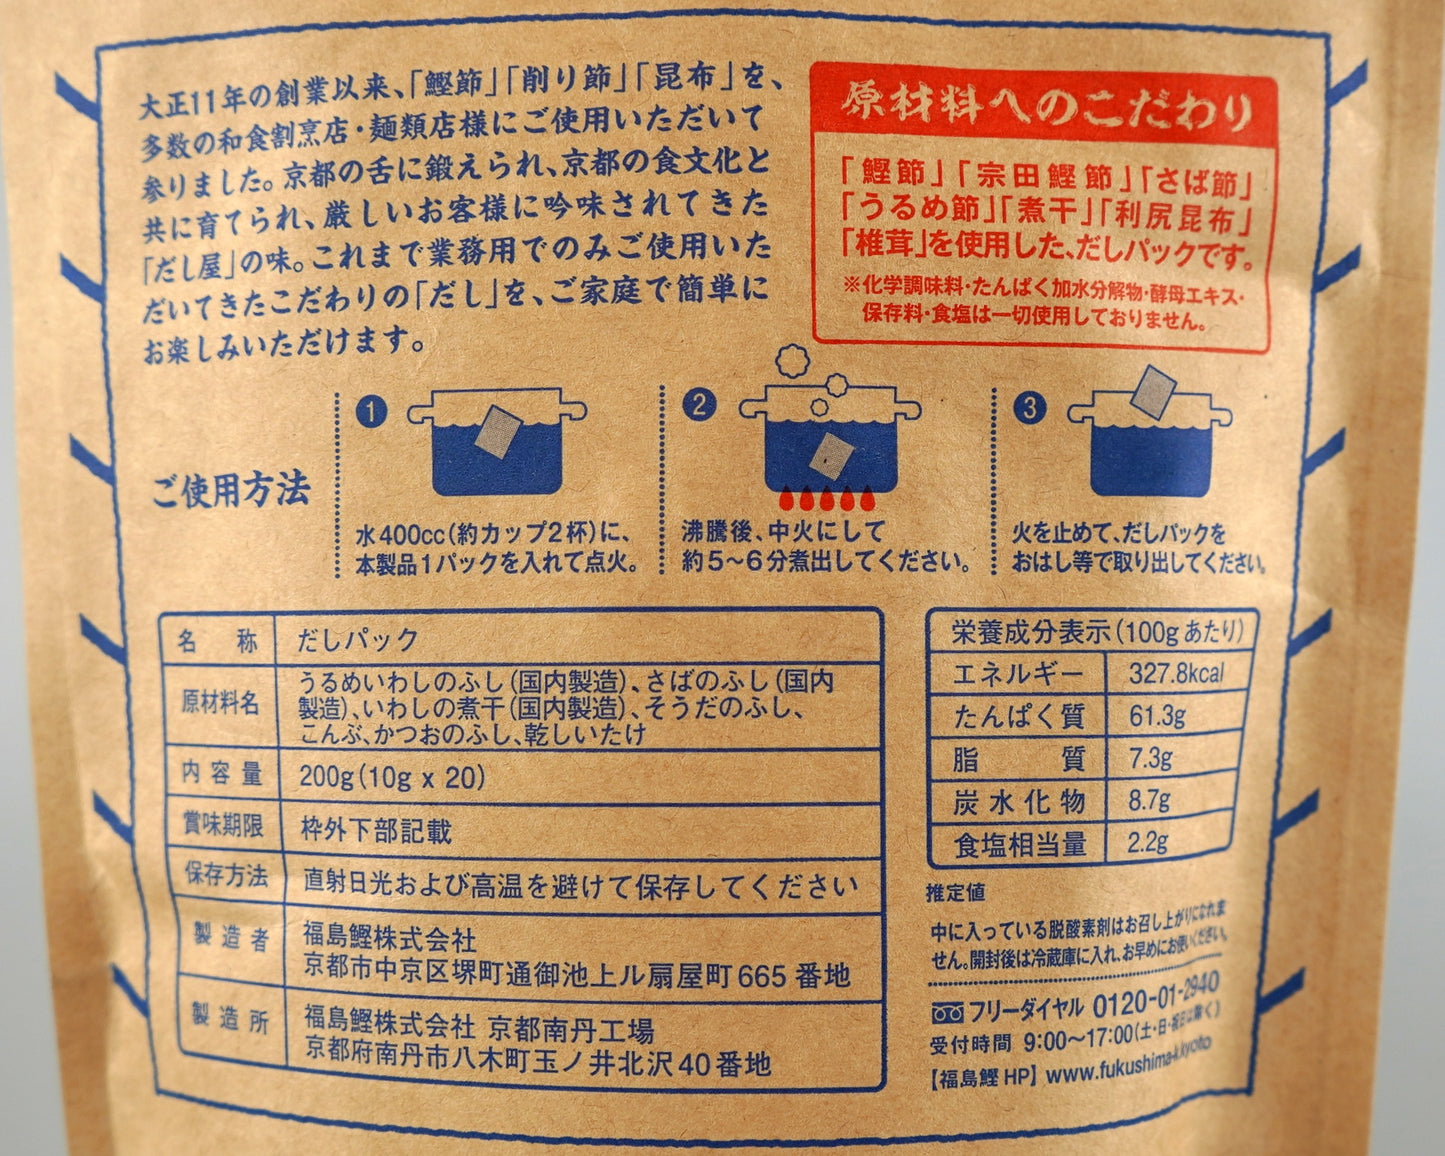 大正11年の創業以来、「鰹節」「削り節」「昆布」を、
多数の和食割烹店・麺類店様にご使用いただいて
参りました。京都の舌に鍛えられ、京都の食文化と
共に育てられ、厳しいお客様に吟味されてきた
「だし屋」の味。これまで業務用でのみご使用いた
だいてきたこだわりの「だし」を、ご家庭で簡単に
お楽しみいただけます。
原材料へのこだわり
「鰹節」「宗田鰹節」「さば節」
「うるめ節」「煮干」「利尻昆布」
「椎茸」を使用した、だしパックです。
※化学調味料・たんぱく加水分解物・酵母エキス・
保存料・食塩は一切使用しておりません。
ご使用方法
1
水400cc(約カップ2杯)に、
本製品1パックを入れて点火。
2
沸騰後、中火にして
約5〜6分煮出してください。
3
火を止めて、だしパックを
おはし等で取り出してください。
名称 だしパック
原材料名 うるめいわしのふし(国内製造)、さばのふし(国内
製造)、いわしの煮干(国内製造)、そうだのふし、
こんぶ、かつおのふし、乾しいたけ
内容量 200g(10g x 20)
賞味期限 枠外下部記載
保存方法 直射日光および高温を避けて保存してください
製造者 福島鰹株式会社
京都市中京区堺町通御池上ル扇屋町665番地
製造所 福島鰹株式会社 京都南丹工場
京都府南丹市八木町玉ノ井北沢40番地
栄養成分表示(100gあたり)
エネルギー 327.8kcal
たんぱく質 61.3g
脂質 7.3g
炭水化物 8.7g
食塩相当量 2.2g
推定値
中に入っている脱酸素剤はお召し上がりになれま
せん。開封後は冷蔵庫に入れ、お早めにお使いください。
フリーダイヤル 0120-01-2940
受付時間 9:00〜17:00(土・日・祝日は除く)
【福島鰹 HP】www.fukushima-k.kyoto